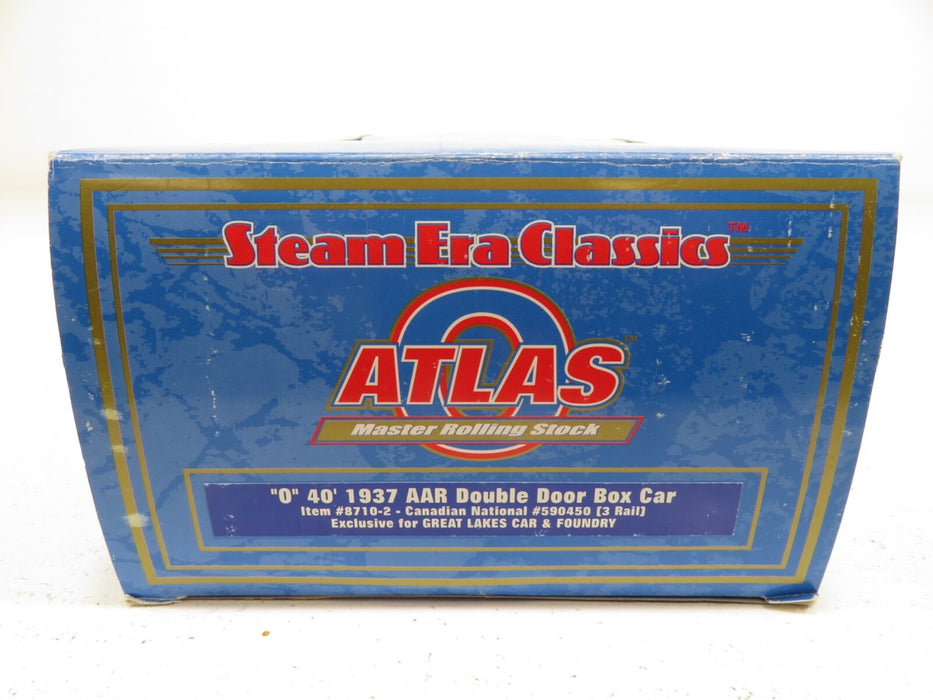 Steam Era Classics™
ATLAS™
Master Rolling Stock
"O" 40' 1937 AAR Double Door Box Car
Item #8710-2 - Canadian National #590450 [3 Rail]
Exclusive for GREAT LAKES CAR & FOUNDRY